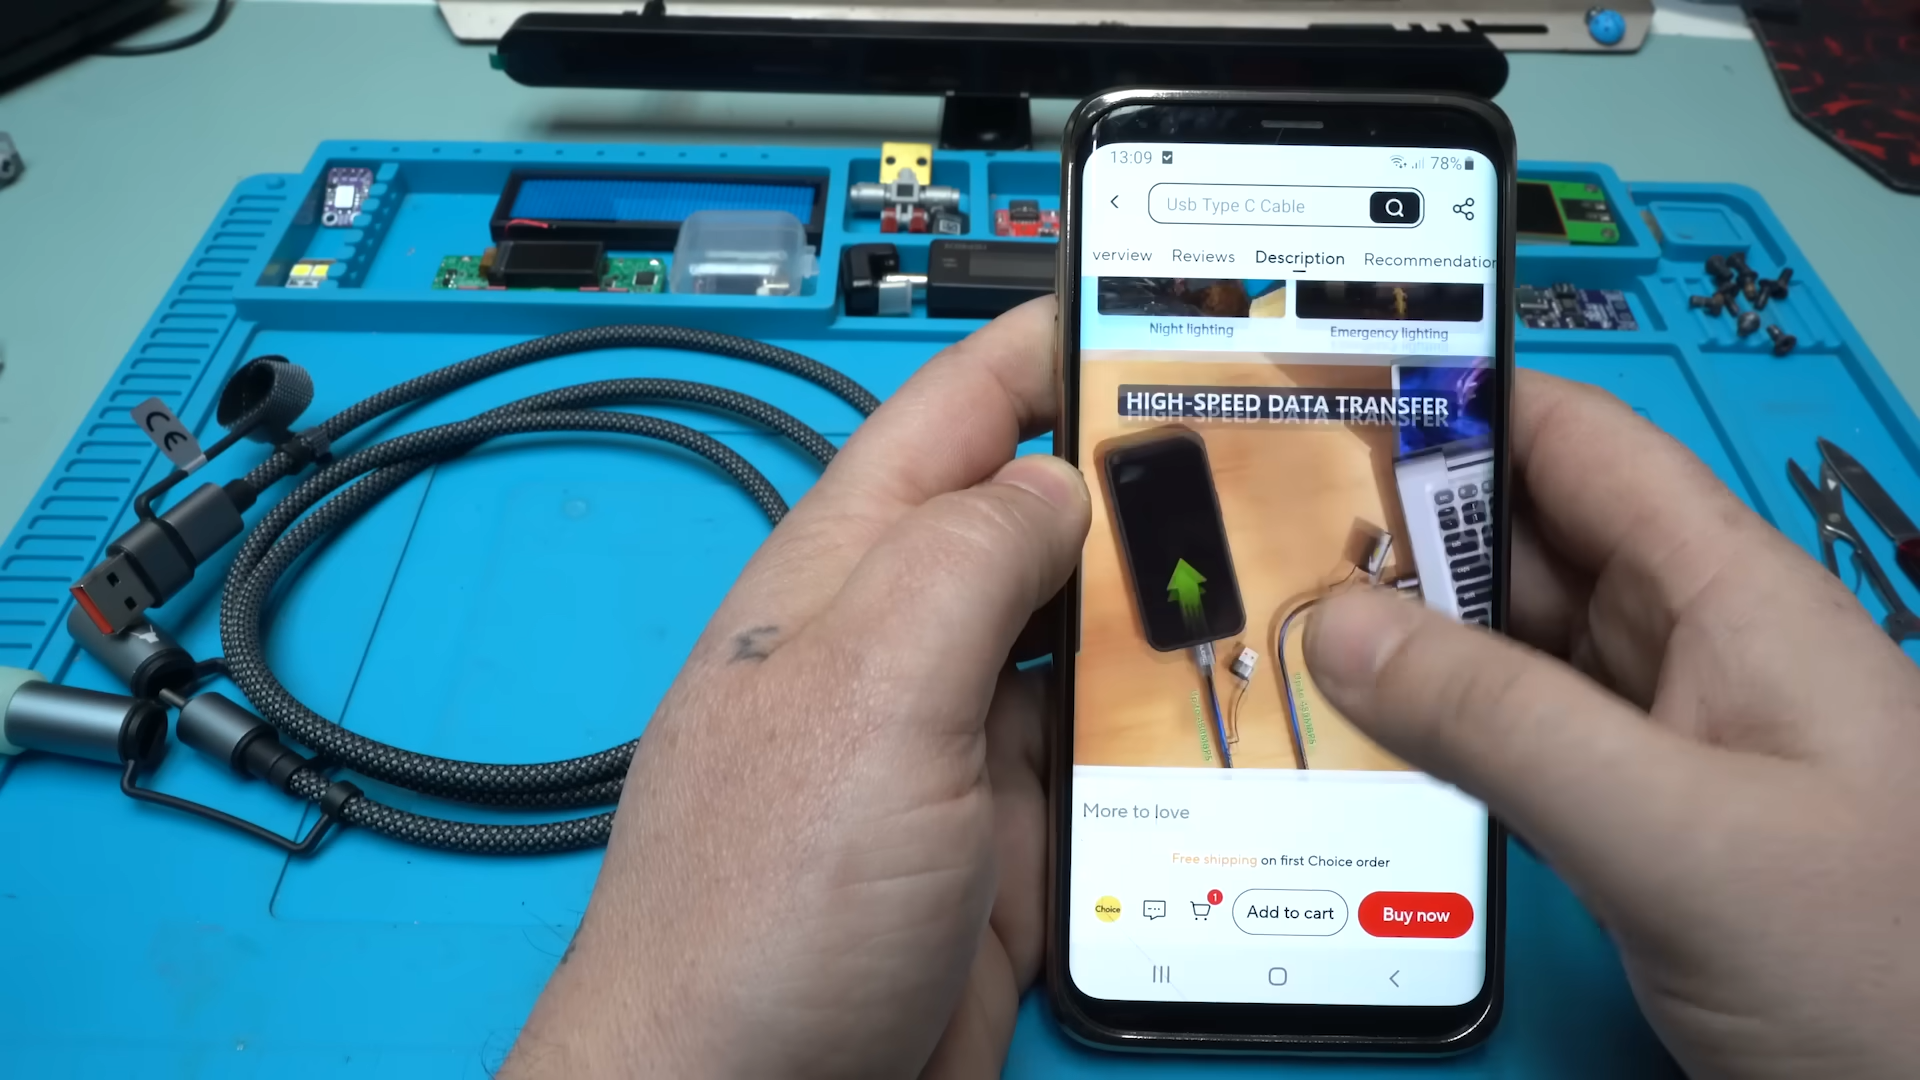 13:09
78%
Usb Type C Cable
verview Reviews Description Recommendation
Night lighting
Emergency lighting
HIGH-SPEED DATA TRANSFER
More to love
Free shipping on first Choice order
Choice
1
Add to cart
Buy now
CE